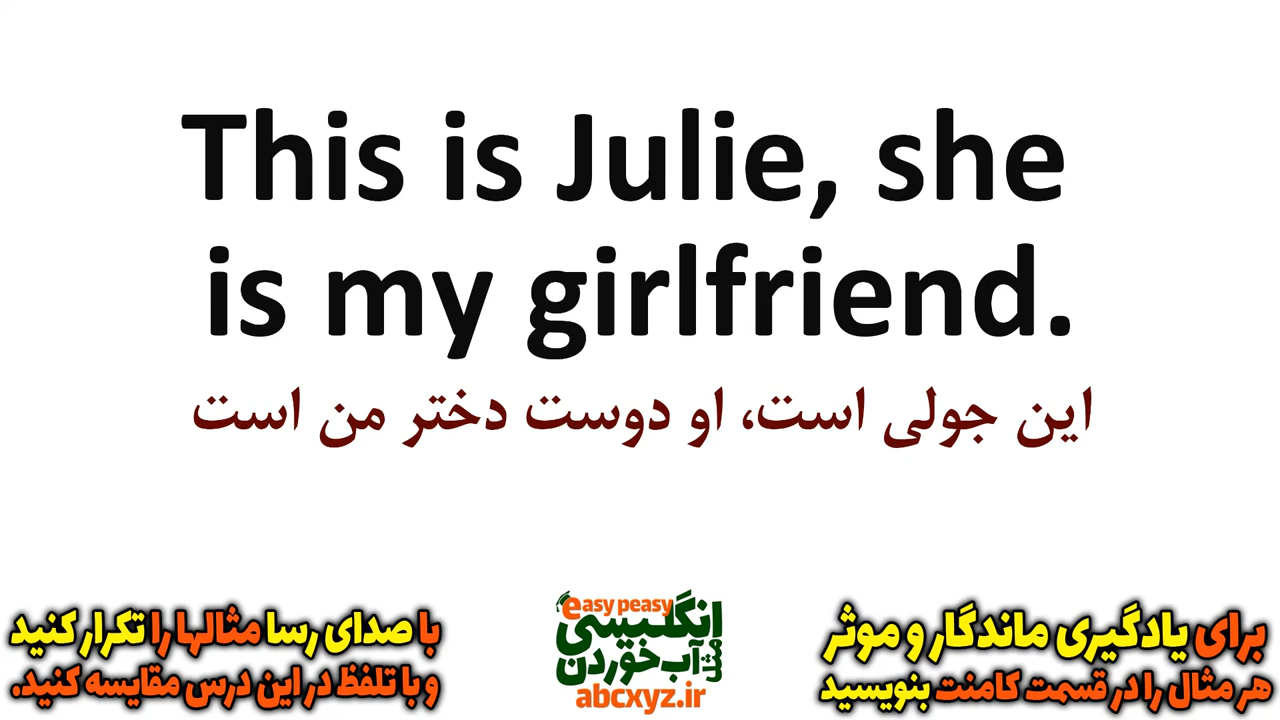 This is Julie, she
is my girlfriend.
این جولی است، او دوست دختر من است
برای یادگیری ماندگار و موثر
هر مثال را در قسمت کامنت بنویسید
easy peasy
انگلیسی
مثل آب خوردن
abcxyz.ir
با صدای رسا مثالها را تکرار کنید
و با تلفظ در این درس مقایسه کنید.